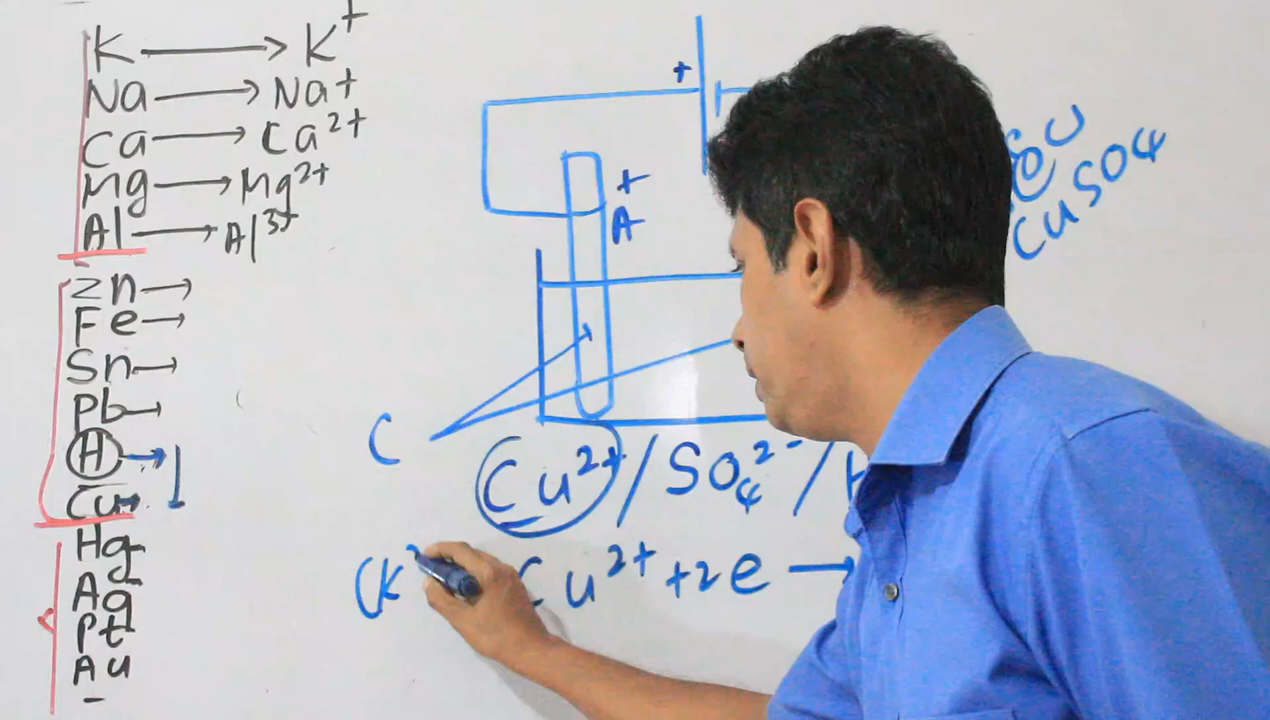 K → K+
Na → Na+
Ca → Ca²+
Mg → Mg²+
Al → Al³+
Zn →
Fe →
Sn →
Pb →
H →
Cu →
Hg
Ag
Pt
Au
+
+
A
CuSO₄
C
Cu²+ / SO₄²- /
(K
Cu²+ + 2e →